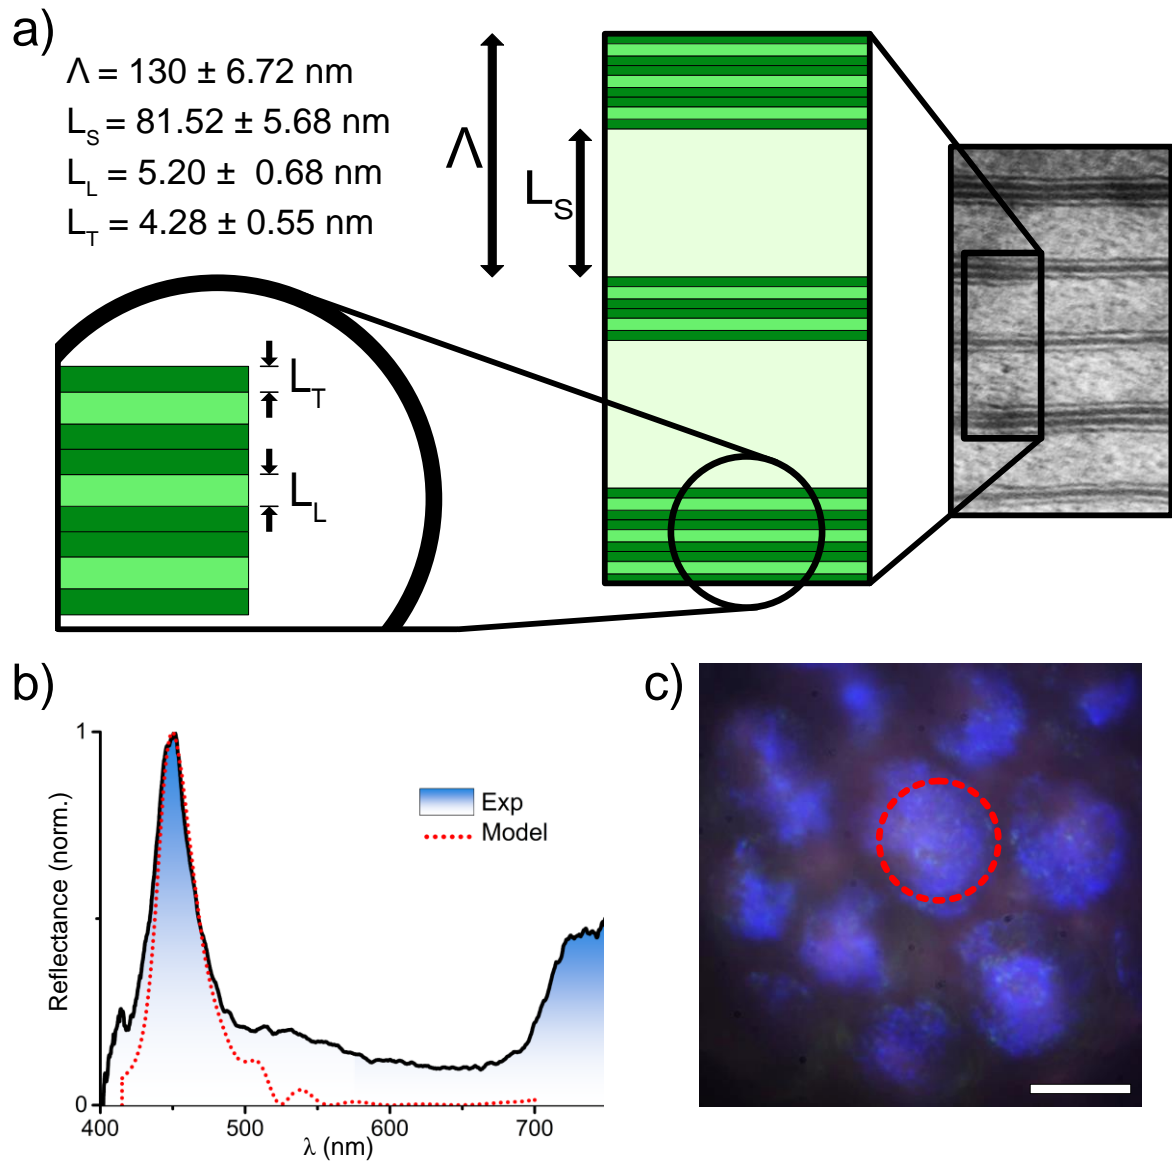 a)
Λ = 130 ± 6.72 nm
L_S = 81.52 ± 5.68 nm
L_L = 5.20 ± 0.68 nm
L_T = 4.28 ± 0.55 nm
Λ
L_S
L_T
L_L
b)
1
0
Reflectance (norm.)
Exp
Model
400 500 600 700
λ (nm)
c)